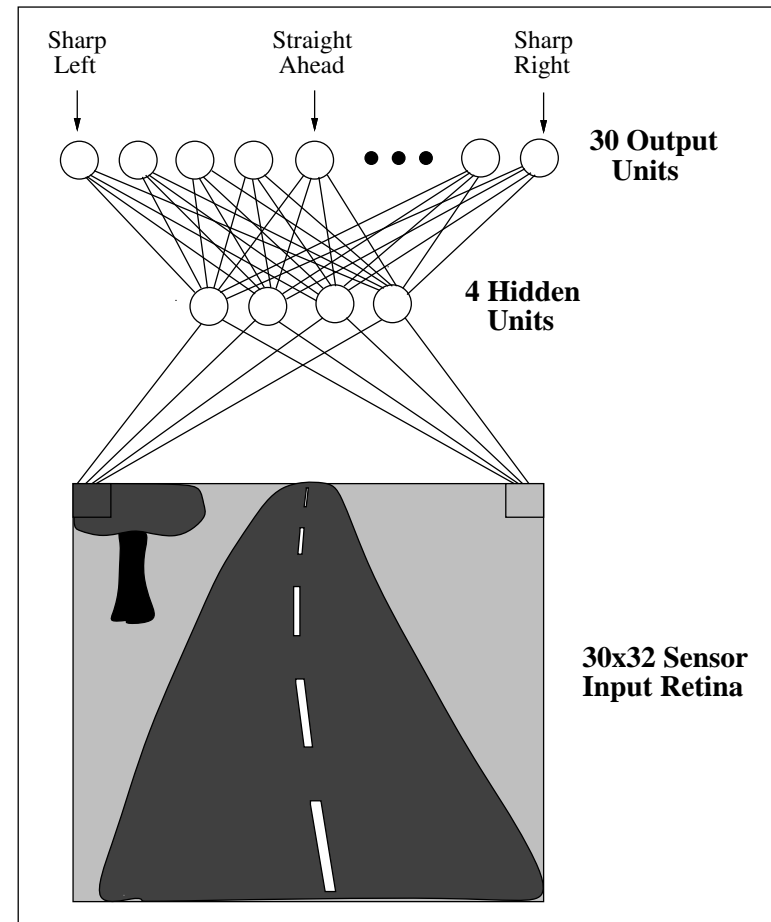 Sharp
Left
Straight
Ahead
Sharp
Right
30 Output
Units
4 Hidden
Units
30x32 Sensor
Input Retina